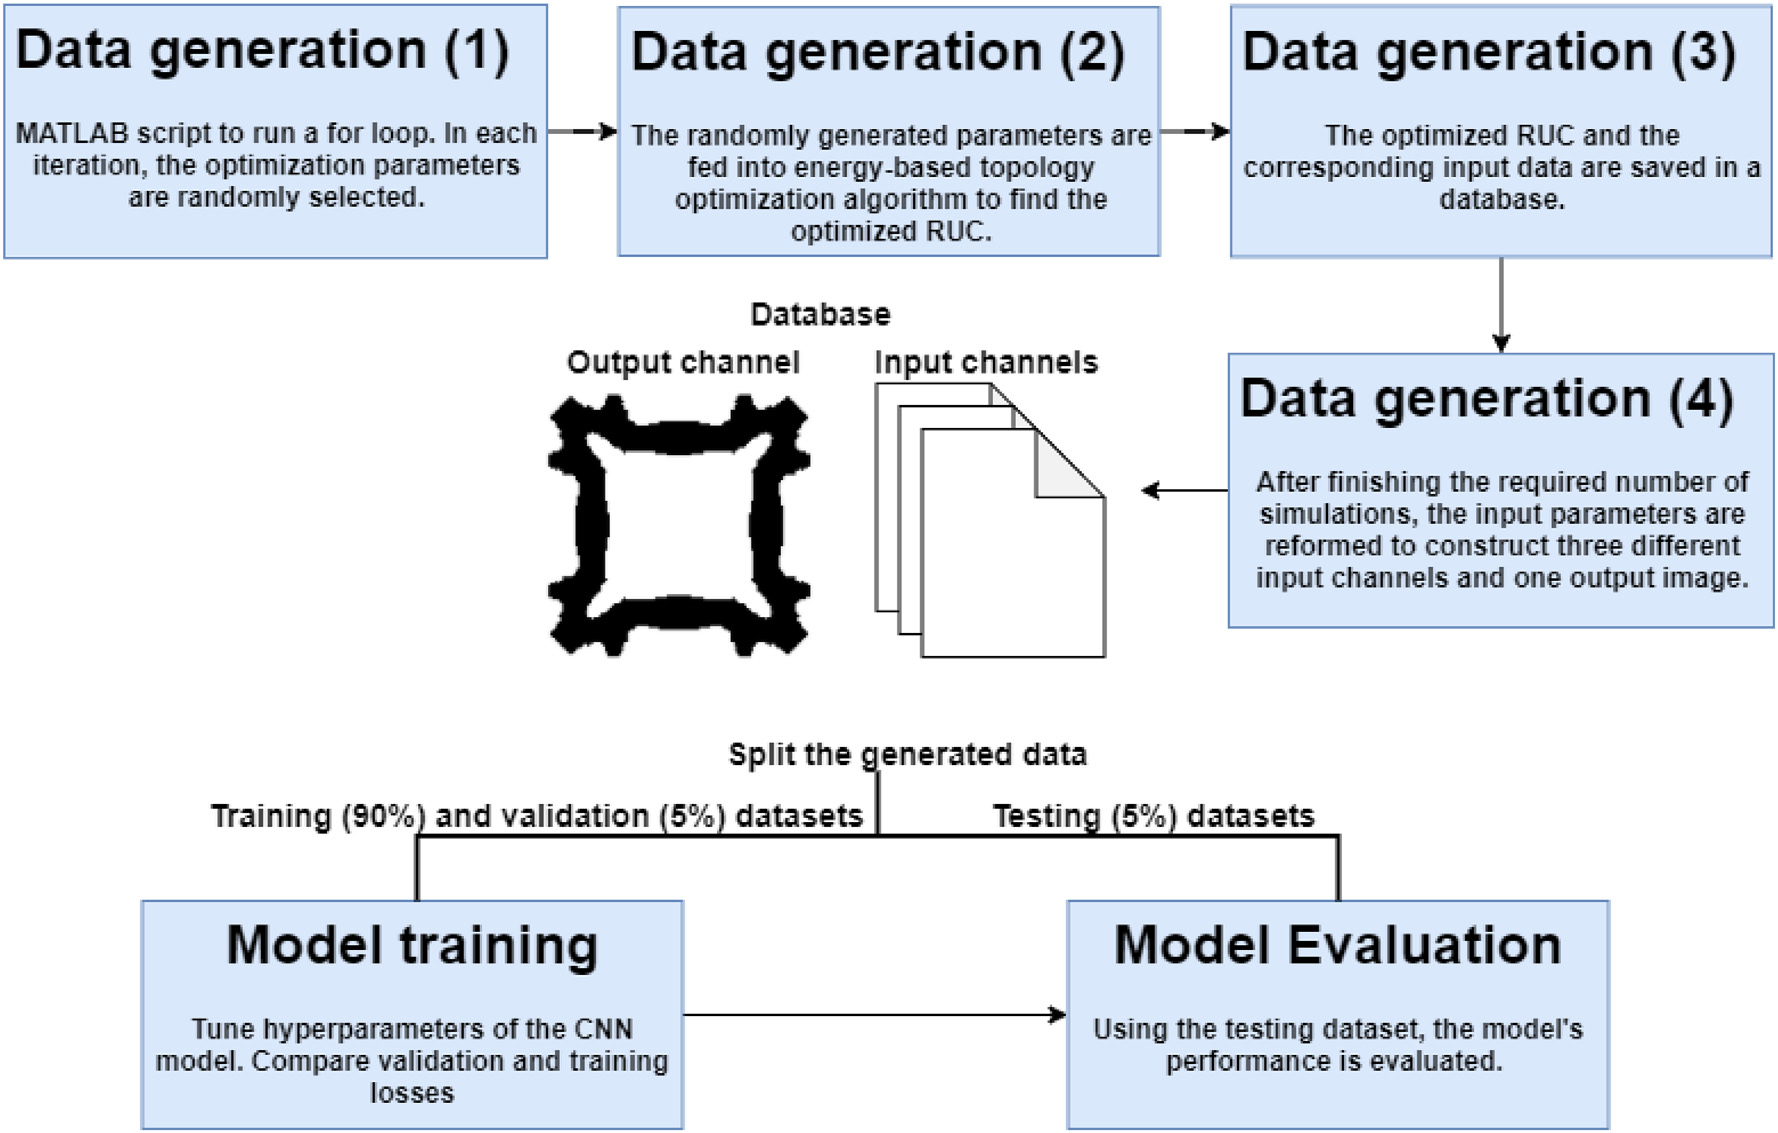 Data generation (1)
MATLAB script to run a for loop. In each
iteration, the optimization parameters
are randomly selected.
Data generation (2)
The randomly generated parameters are
fed into energy-based topology
optimization algorithm to find the
optimized RUC.
Data generation (3)
The optimized RUC and the
corresponding input data are saved in a
database.
Data generation (4)
After finishing the required number of
simulations, the input parameters are
reformed to construct three different
input channels and one output image.
Database
Output channel
Input channels
Split the generated data
Training (90%) and validation (5%) datasets
Testing (5%) datasets
Model training
Tune hyperparameters of the CNN
model. Compare validation and training
losses
Model Evaluation
Using the testing dataset, the model's
performance is evaluated.